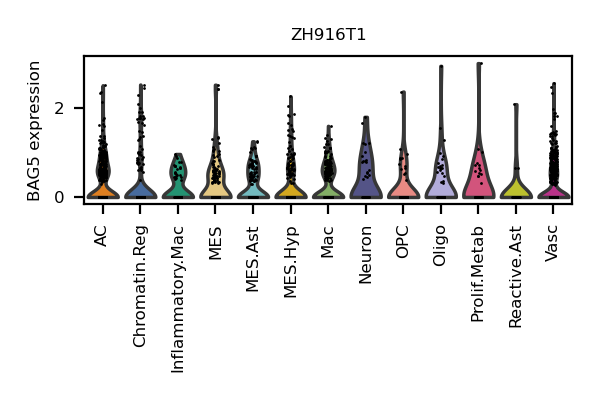 ZH916T1
BAG5 expression
2
0
AC
Chromatin.Reg
Inflammatory.Mac
MES
MES.Ast
MES.Hyp
Mac
Neuron
OPC
Oligo
Prolif.Metab
Reactive.Ast
Vasc